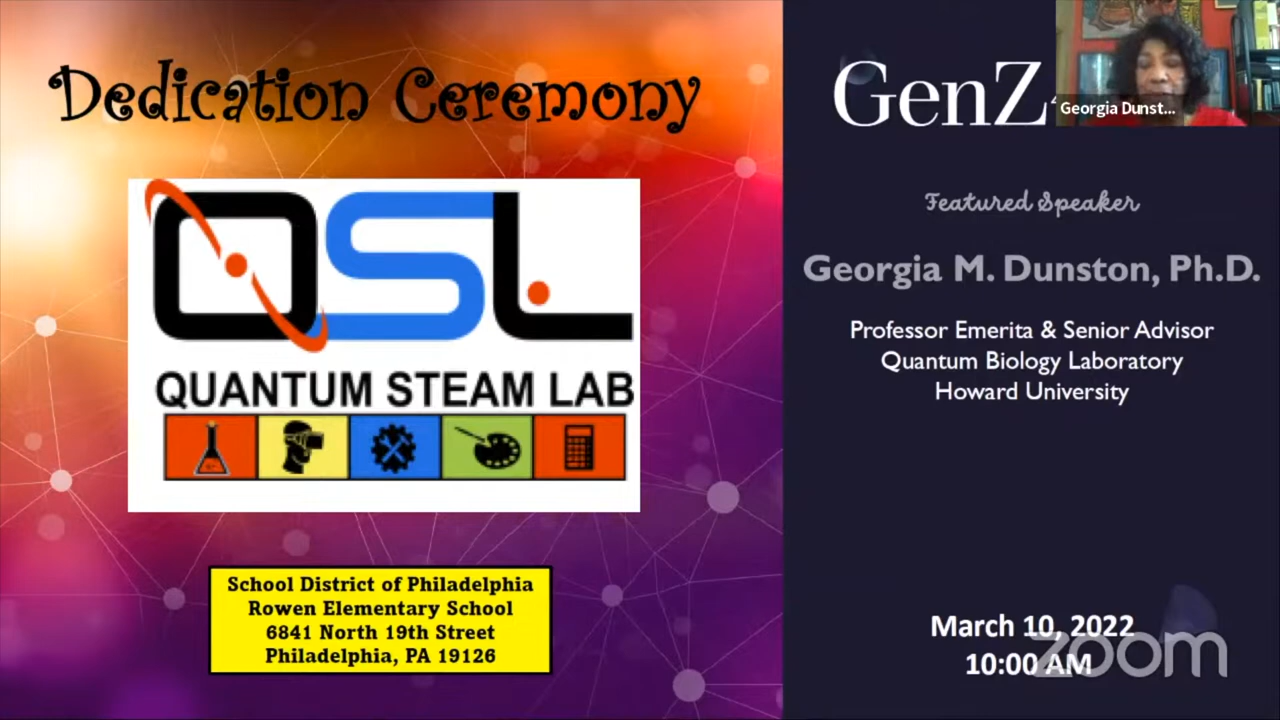 Dedication Ceremony
QSL
QUANTUM STEAM LAB
School District of Philadelphia
Rowen Elementary School
6841 North 19th Street
Philadelphia, PA 19126
GenZ
Georgia Dunst...
Featured Speaker
Georgia M. Dunston, Ph.D.
Professor Emerita & Senior Advisor
Quantum Biology Laboratory
Howard University
March 10, 2022
10:00 AM
zoom